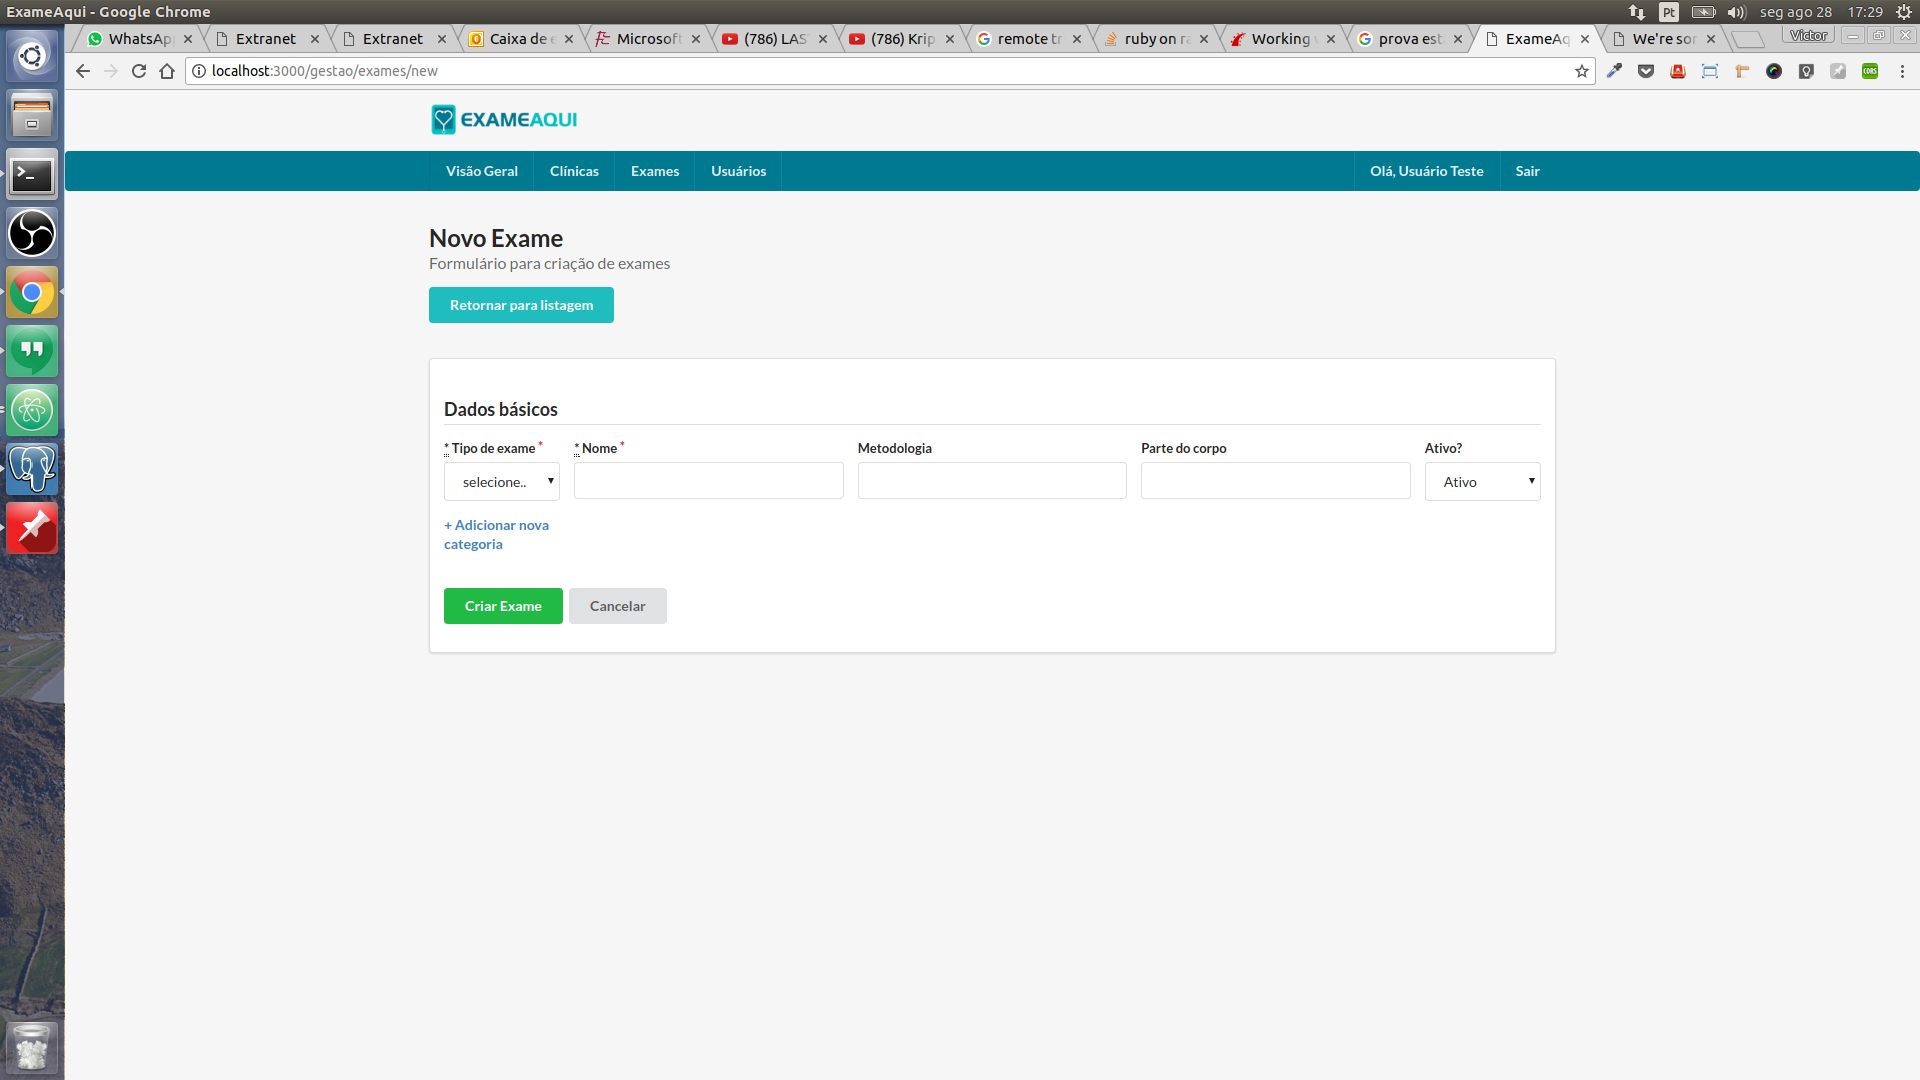 ExameAqui - Google Chrome
Pt
seg ago 28
17:29
WhatsAp
Extranet
Extranet
Caixa de e
Microsoft
(786) LAS
(786) Krip
remote tr
ruby on ra
Working
prova est
ExameAq
We're sor
Victor
localhost:3000/gestao/exames/new
CORS
EXAMEAQUI
Visão Geral
Clínicas
Exames
Usuários
Olá, Usuário Teste
Sair
Novo Exame
Formulário para criação de exames
Retornar para listagem
Dados básicos
* Tipo de exame *
* Nome *
Metodologia
Parte do corpo
Ativo?
selecione..
Ativo
+ Adicionar nova
categoria
Criar Exame
Cancelar